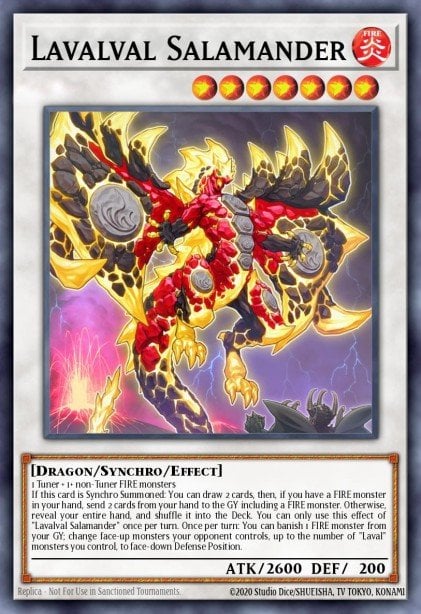 LAVALVAL SALAMANDER
FIRE
炎
[DRAGON/SYNCHRO/EFFECT]
1 Tuner + 1+ non-Tuner FIRE monsters
If this card is Synchro Summoned: You can draw 2 cards, then, if you have a FIRE monster
in your hand, send 2 cards from your hand to the GY including a FIRE monster. Otherwise,
reveal your entire hand, and shuffle it into the Deck. You can only use this effect of
"Lavalval Salamander" once per turn. Once per turn: You can banish 1 FIRE monster from
your GY; change face-up monsters your opponent controls, up to the number of "Laval"
monsters you control, to face-down Defense Position.
ATK/2600 DEF/ 200
Replica - Not For Use in Sanctioned Tournaments.
©2020 Studio Dice/SHUEISHA, TV TOKYO, KONAMI